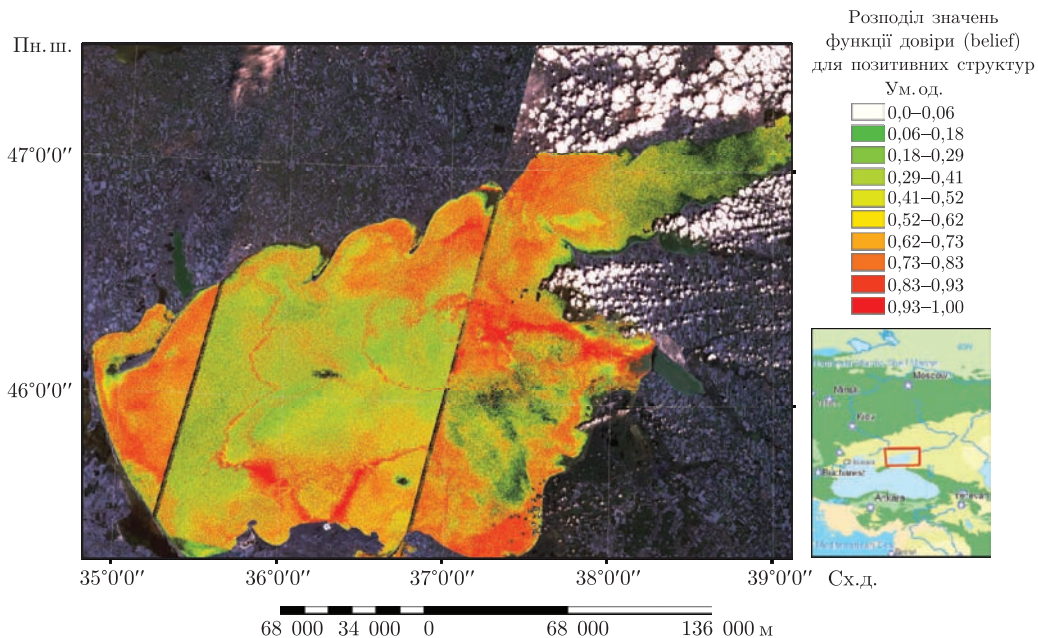 Розподіл значень
функції довіри (belief)
для позитивних структур
Ум. од.
0,0–0,06
0,06–0,18
0,18–0,29
0,29–0,41
0,41–0,52
0,52–0,62
0,62–0,73
0,73–0,83
0,83–0,93
0,93–1,00
Пн. ш.
47°0′0′′
46°0′0′′
35°0′0′′ 36°0′0′′ 37°0′0′′ 38°0′0′′ 39°0′0′′ Сх.д.
68 000 34 000 0 68 000 136 000 м
Moscow
Minsk
Bucharest
Ankara
Yerevan